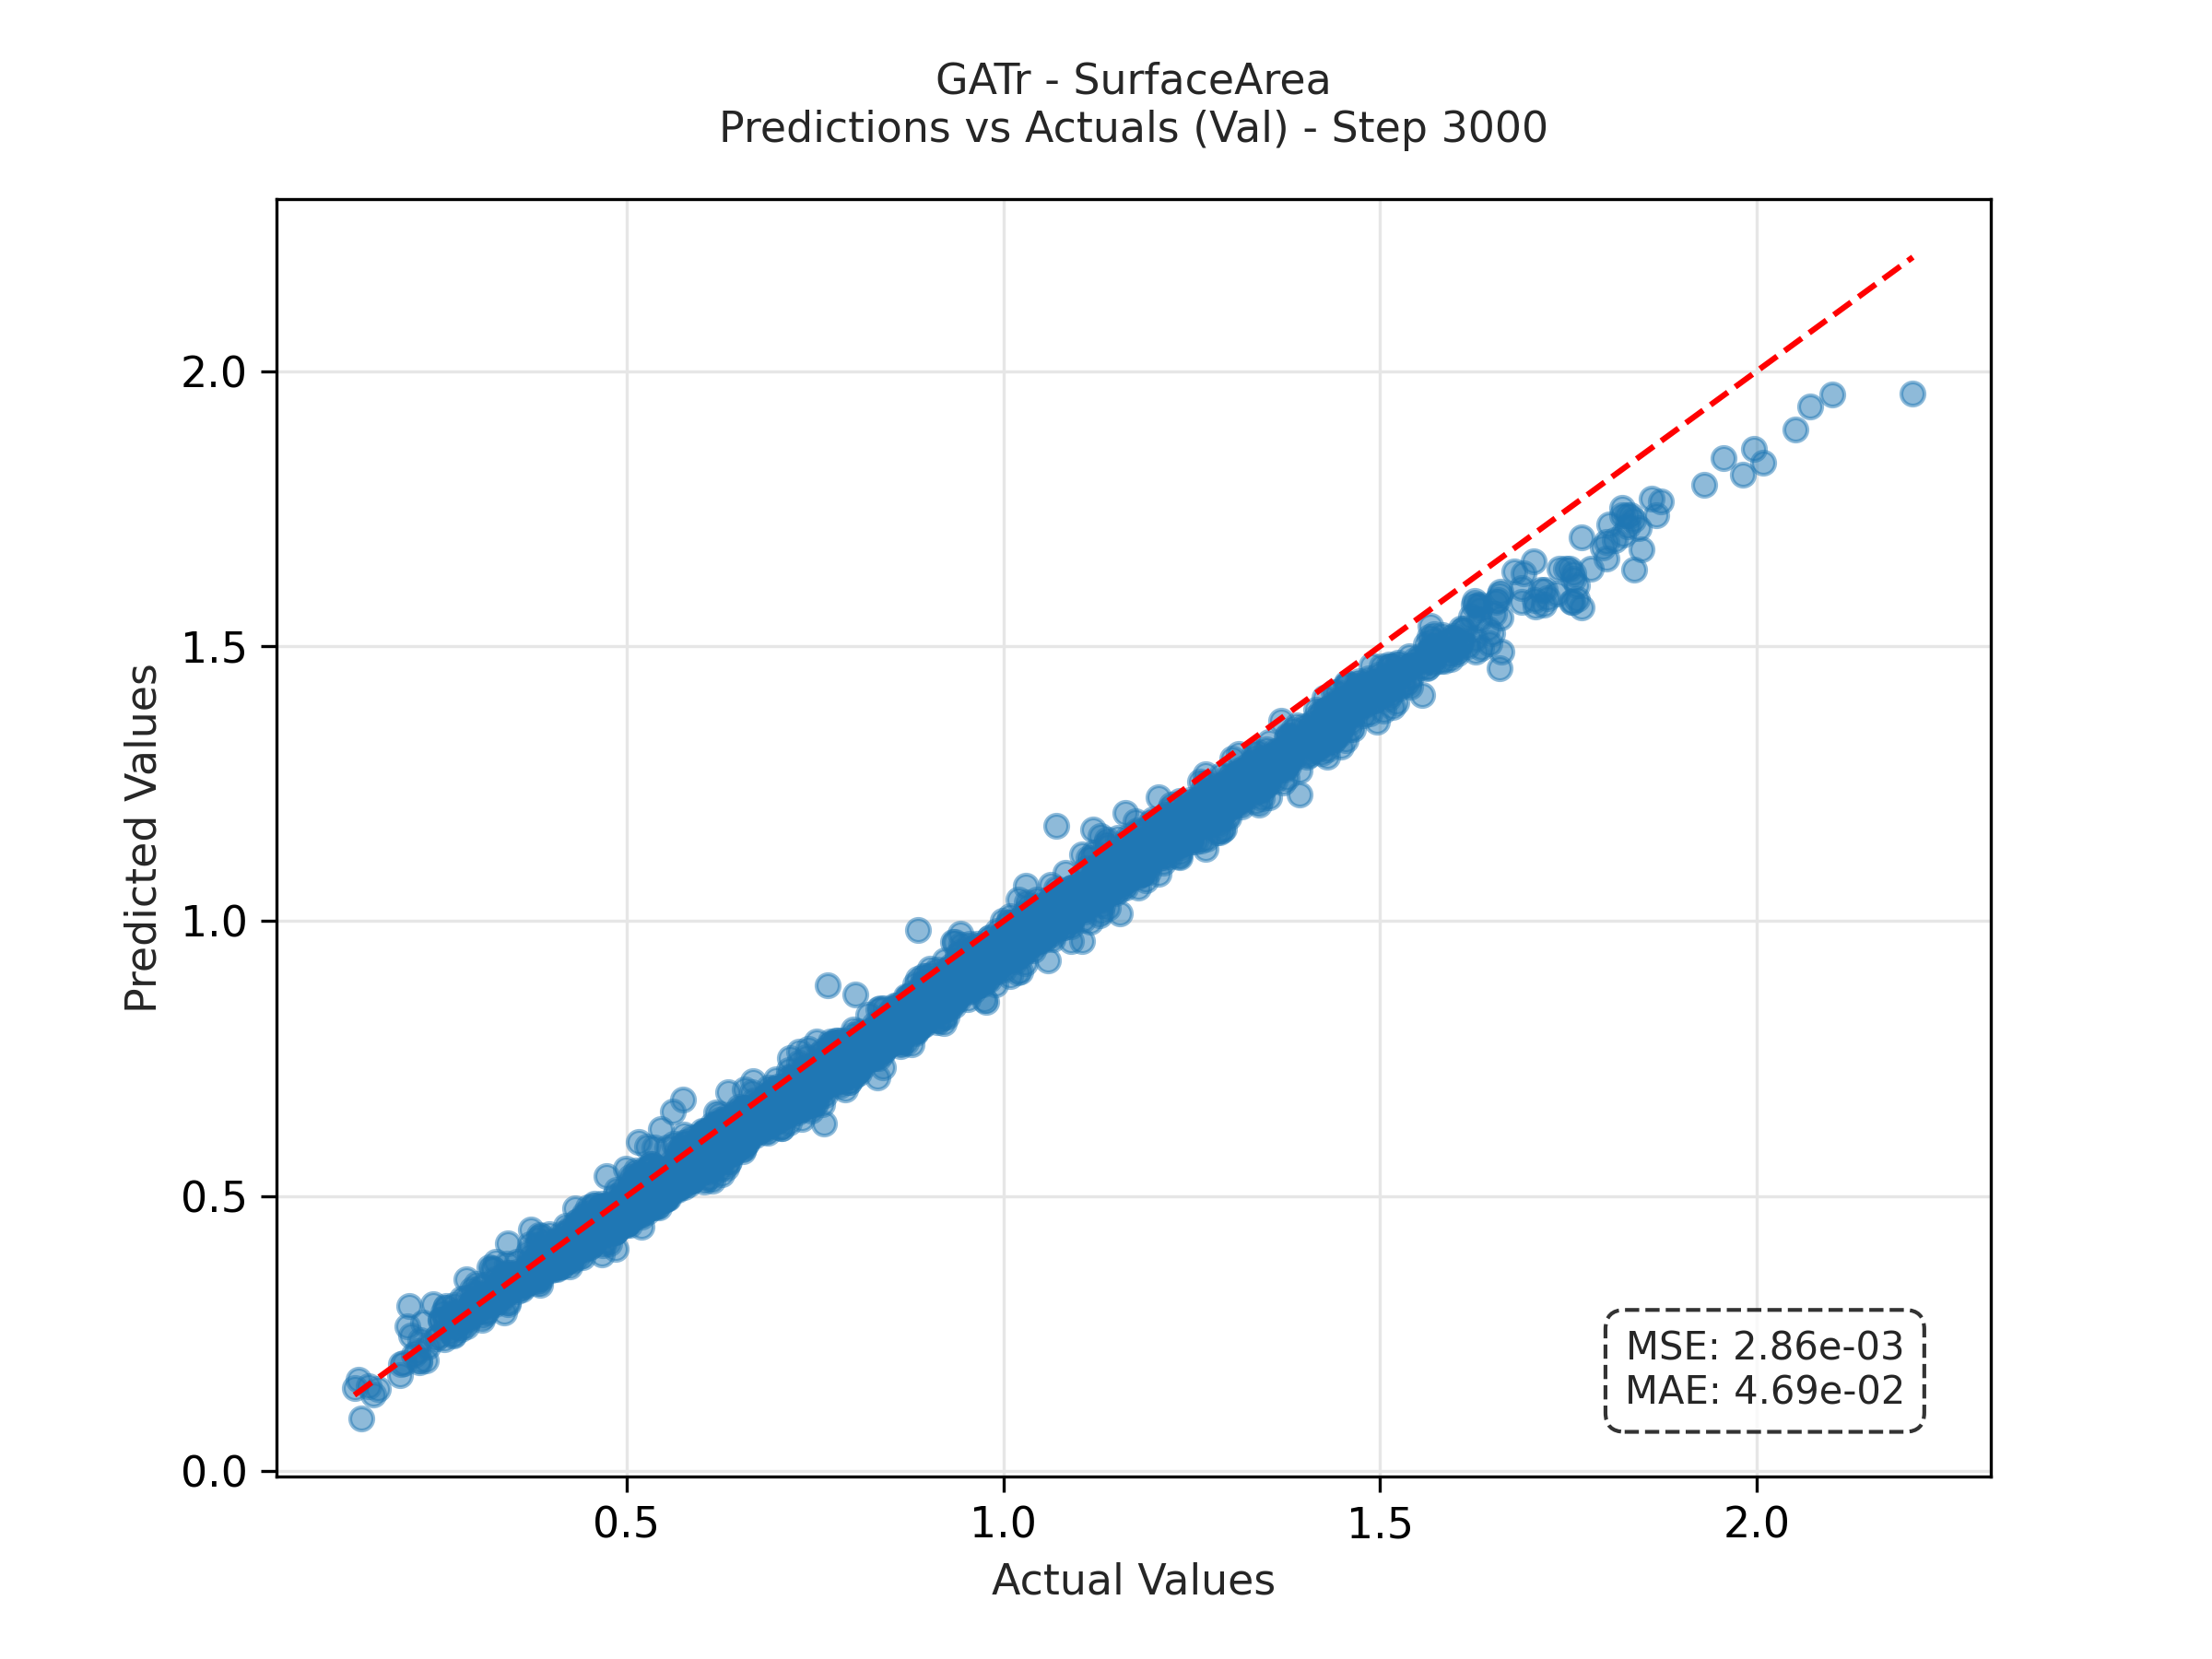 GATr - SurfaceArea
Predictions vs Actuals (Val) - Step 3000
Predicted Values
2.0
1.5
1.0
0.5
0.0
MSE: 2.86e-03
MAE: 4.69e-02
0.5 1.0 1.5 2.0
Actual Values